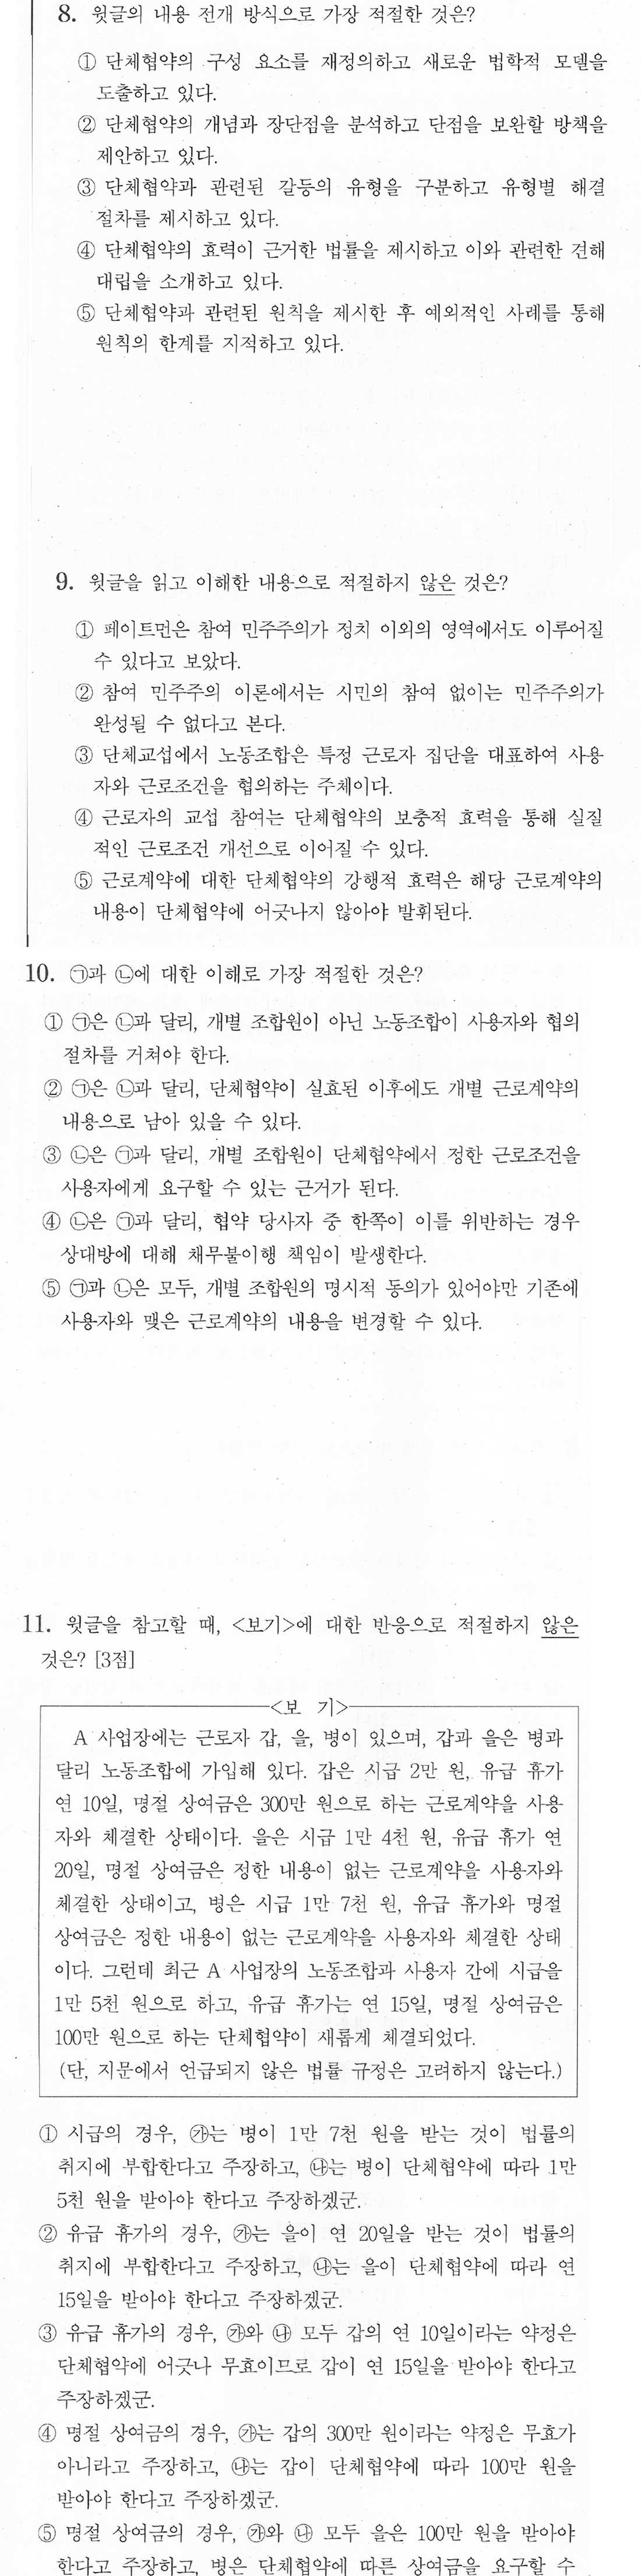 8. 윗글의 내용 전개 방식으로 가장 적절한 것은?
① 단체협약의 구성 요소를 재정의하고 새로운 법학적 모델을
도출하고 있다.
② 단체협약의 개념과 장단점을 분석하고 단점을 보완할 방책을
제안하고 있다.
③ 단체협약과 관련된 갈등의 유형을 구분하고 유형별 해결
절차를 제시하고 있다.
④ 단체협약의 효력이 근거한 법률을 제시하고 이와 관련한 견해
대립을 소개하고 있다.
⑤ 단체협약과 관련된 원칙을 제시한 후 예외적인 사례를 통해
원칙의 한계를 지적하고 있다.
9. 윗글을 읽고 이해한 내용으로 적절하지 않은 것은?
① 페이트먼은 참여 민주주의가 정치 이외의 영역에서도 이루어질
수 있다고 보았다.
② 참여 민주주의 이론에서는 시민의 참여 없이는 민주주의가
완성될 수 없다고 본다.
③ 단체교섭에서 노동조합은 특정 근로자 집단을 대표하여 사용
자와 근로조건을 협의하는 주체이다.
④ 근로자의 교섭 참여는 단체협약의 보충적 효력을 통해 실질
적인 근로조건 개선으로 이어질 수 있다.
⑤ 근로계약에 대한 단체협약의 강행적 효력은 해당 근로계약의
내용이 단체협약에 어긋나지 않아야 발휘된다.
10. ㉠과 ㉡에 대한 이해로 가장 적절한 것은?
① ㉠은 ㉡과 달리, 개별 조합원이 아닌 노동조합이 사용자와 협의
절차를 거쳐야 한다.
② ㉠은 ㉡과 달리, 단체협약이 실효된 이후에도 개별 근로계약의
내용으로 남아 있을 수 있다.
③ ㉡은 ㉠과 달리, 개별 조합원이 단체협약에서 정한 근로조건을
사용자에게 요구할 수 있는 근거가 된다.
④ ㉡은 ㉠과 달리, 협약 당사자 중 한쪽이 이를 위반하는 경우
상대방에 대해 채무불이행 책임이 발생한다.
⑤ ㉠과 ㉡은 모두, 개별 조합원의 명시적 동의가 있어야만 기존에
사용자와 맺은 근로계약의 내용을 변경할 수 있다.
11. 윗글을 참고할 때, <보기>에 대한 반응으로 적절하지 않은
것은? [3점]
<보 기>
A 사업장에는 근로자 갑, 을, 병이 있으며, 갑과 을은 병과
달리 노동조합에 가입해 있다. 갑은 시급 2만 원, 유급 휴가
연 10일, 명절 상여금은 300만 원으로 하는 근로계약을 사용
자와 체결한 상태이다. 을은 시급 1만 4천 원, 유급 휴가 연
20일, 명절 상여금은 정한 내용이 없는 근로계약을 사용자와
체결한 상태이고, 병은 시급 1만 7천 원, 유급 휴가와 명절
상여금은 정한 내용이 없는 근로계약을 사용자와 체결한 상태
이다. 그런데 최근 A 사업장의 노동조합과 사용자 간에 시급을
1만 5천 원으로 하고, 유급 휴가는 연 15일, 명절 상여금은
100만 원으로 하는 단체협약이 새롭게 체결되었다.
(단, 지문에서 언급되지 않은 법률 규정은 고려하지 않는다.)
① 시급의 경우, ㉮는 병이 1만 7천 원을 받는 것이 법률의
취지에 부합한다고 주장하고, ㉯는 병이 단체협약에 따라 1만
5천 원을 받아야 한다고 주장하겠군.
② 유급 휴가의 경우, ㉮는 을이 연 20일을 받는 것이 법률의
취지에 부합한다고 주장하고, ㉯는 을이 단체협약에 따라 연
15일을 받아야 한다고 주장하겠군.
③ 유급 휴가의 경우, ㉮와 ㉯ 모두 갑의 연 10일이라는 약정은
단체협약에 어긋나 무효이므로 갑이 연 15일을 받아야 한다고
주장하겠군.
④ 명절 상여금의 경우, ㉮는 갑의 300만 원이라는 약정은 무효가
아니라고 주장하고, ㉯는 갑이 단체협약에 따라 100만 원을
받아야 한다고 주장하겠군.
⑤ 명절 상여금의 경우, ㉮와 ㉯ 모두 을은 100만 원을 받아야
한다고 주장하고, 병은 단체협약에 따른 상여금을 요구할 수